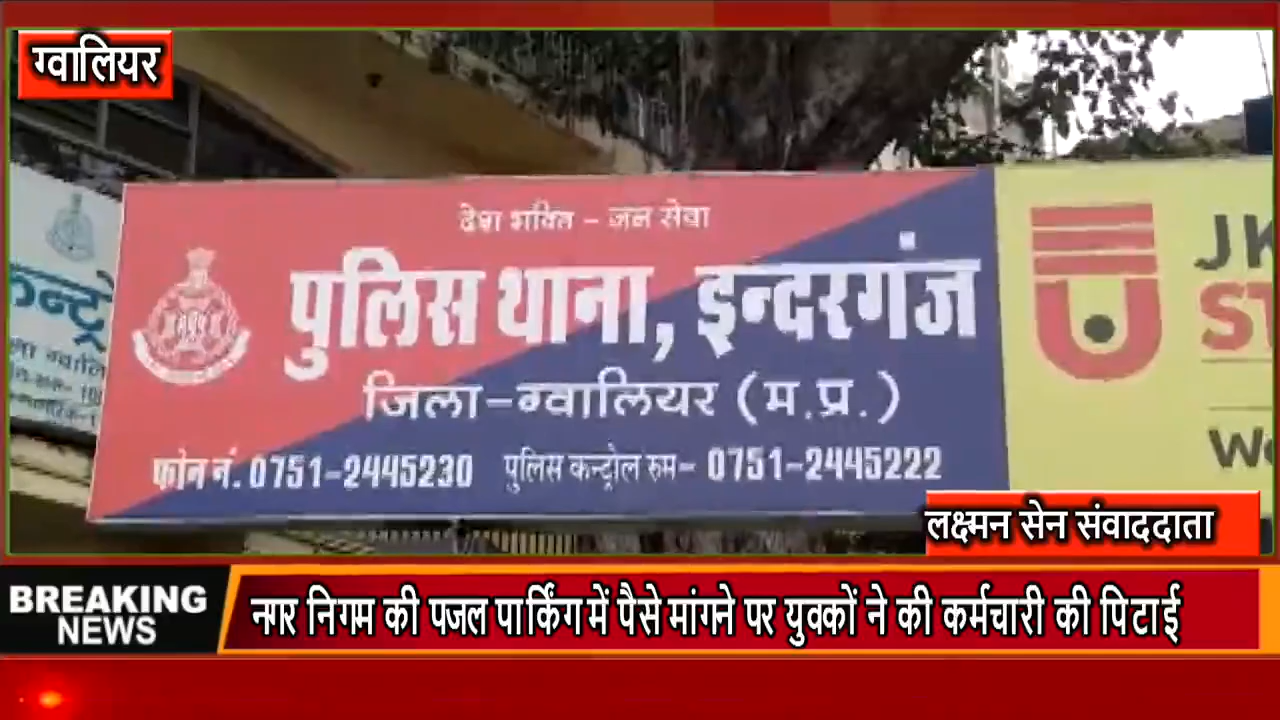 ग्वालियर
देश भक्ति - जन सेवा
पुलिस थाना, इन्दरगंज
जिला-ग्वालियर (म.प्र.)
फोन नं. 0751-2445230 पुलिस कन्ट्रोल रुम- 0751-2445222
JK
ST
लक्ष्मन सेन संवाददाता
BREAKING
NEWS
नगर निगम की पजल पार्किंग में पैसे मांगने पर युवकों ने की कर्मचारी की पिटाई